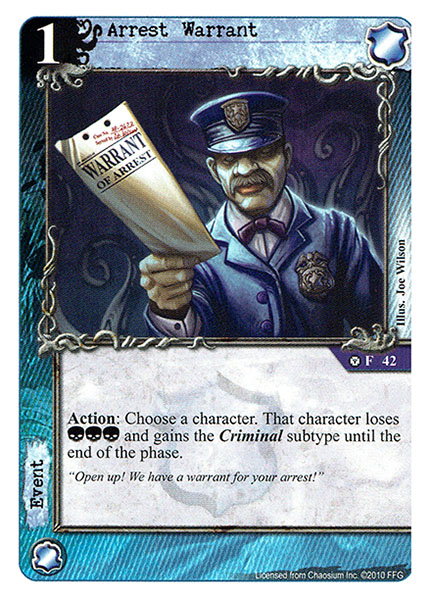 1
Arrest Warrant
WARRANT
OF ARREST
Illus. Joe Wilson
F 42
Action: Choose a character. That character loses
and gains the Criminal subtype until the
end of the phase.
“Open up! We have a warrant for your arrest!”
Event
Licensed from Chaosium Inc. ©2010 FFG